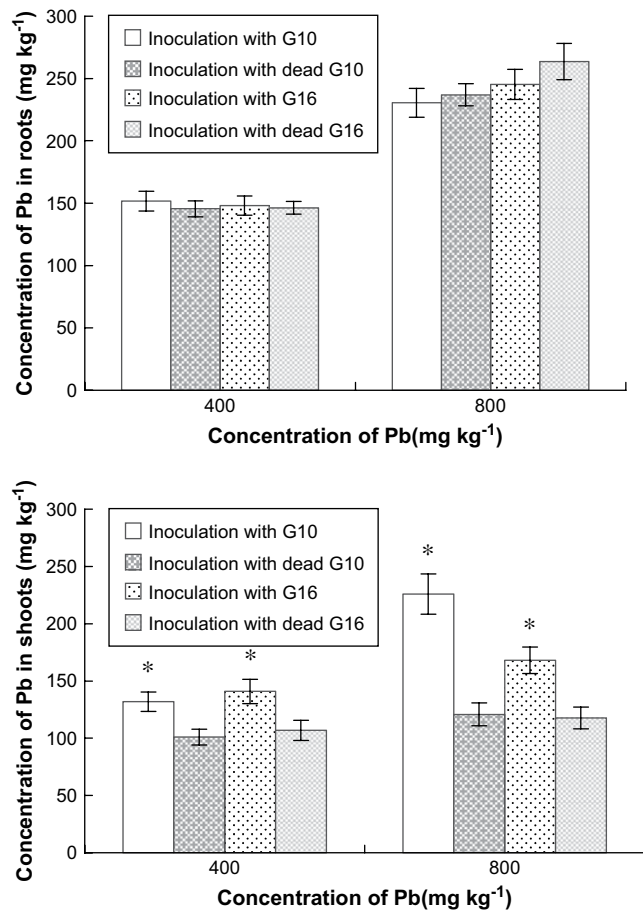 Concentration of Pb in roots (mg kg⁻¹)
300
250
200
150
100
50
0
Inoculation with G10
Inoculation with dead G10
Inoculation with G16
Inoculation with dead G16
400
800
Concentration of Pb(mg kg⁻¹)
Concentration of Pb in shoots (mg kg⁻¹)
300
250
200
150
100
50
0
Inoculation with G10
Inoculation with dead G10
Inoculation with G16
Inoculation with dead G16
*
*
*
*
400
800
Concentration of Pb(mg kg⁻¹)